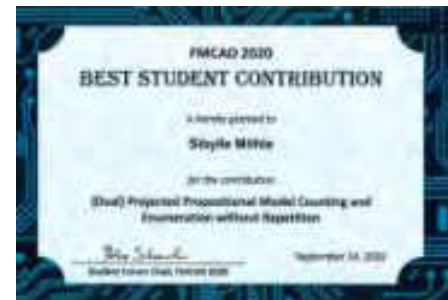 FMCAD 2020
BEST STUDENT CONTRIBUTION
is hereby granted to
Sibylle Möhle
for the contribution
(Dual) Projected Propositional Model Counting and
Enumeration without Repetition
September 24, 2020
Student Forum Chair, FMCAD 2020